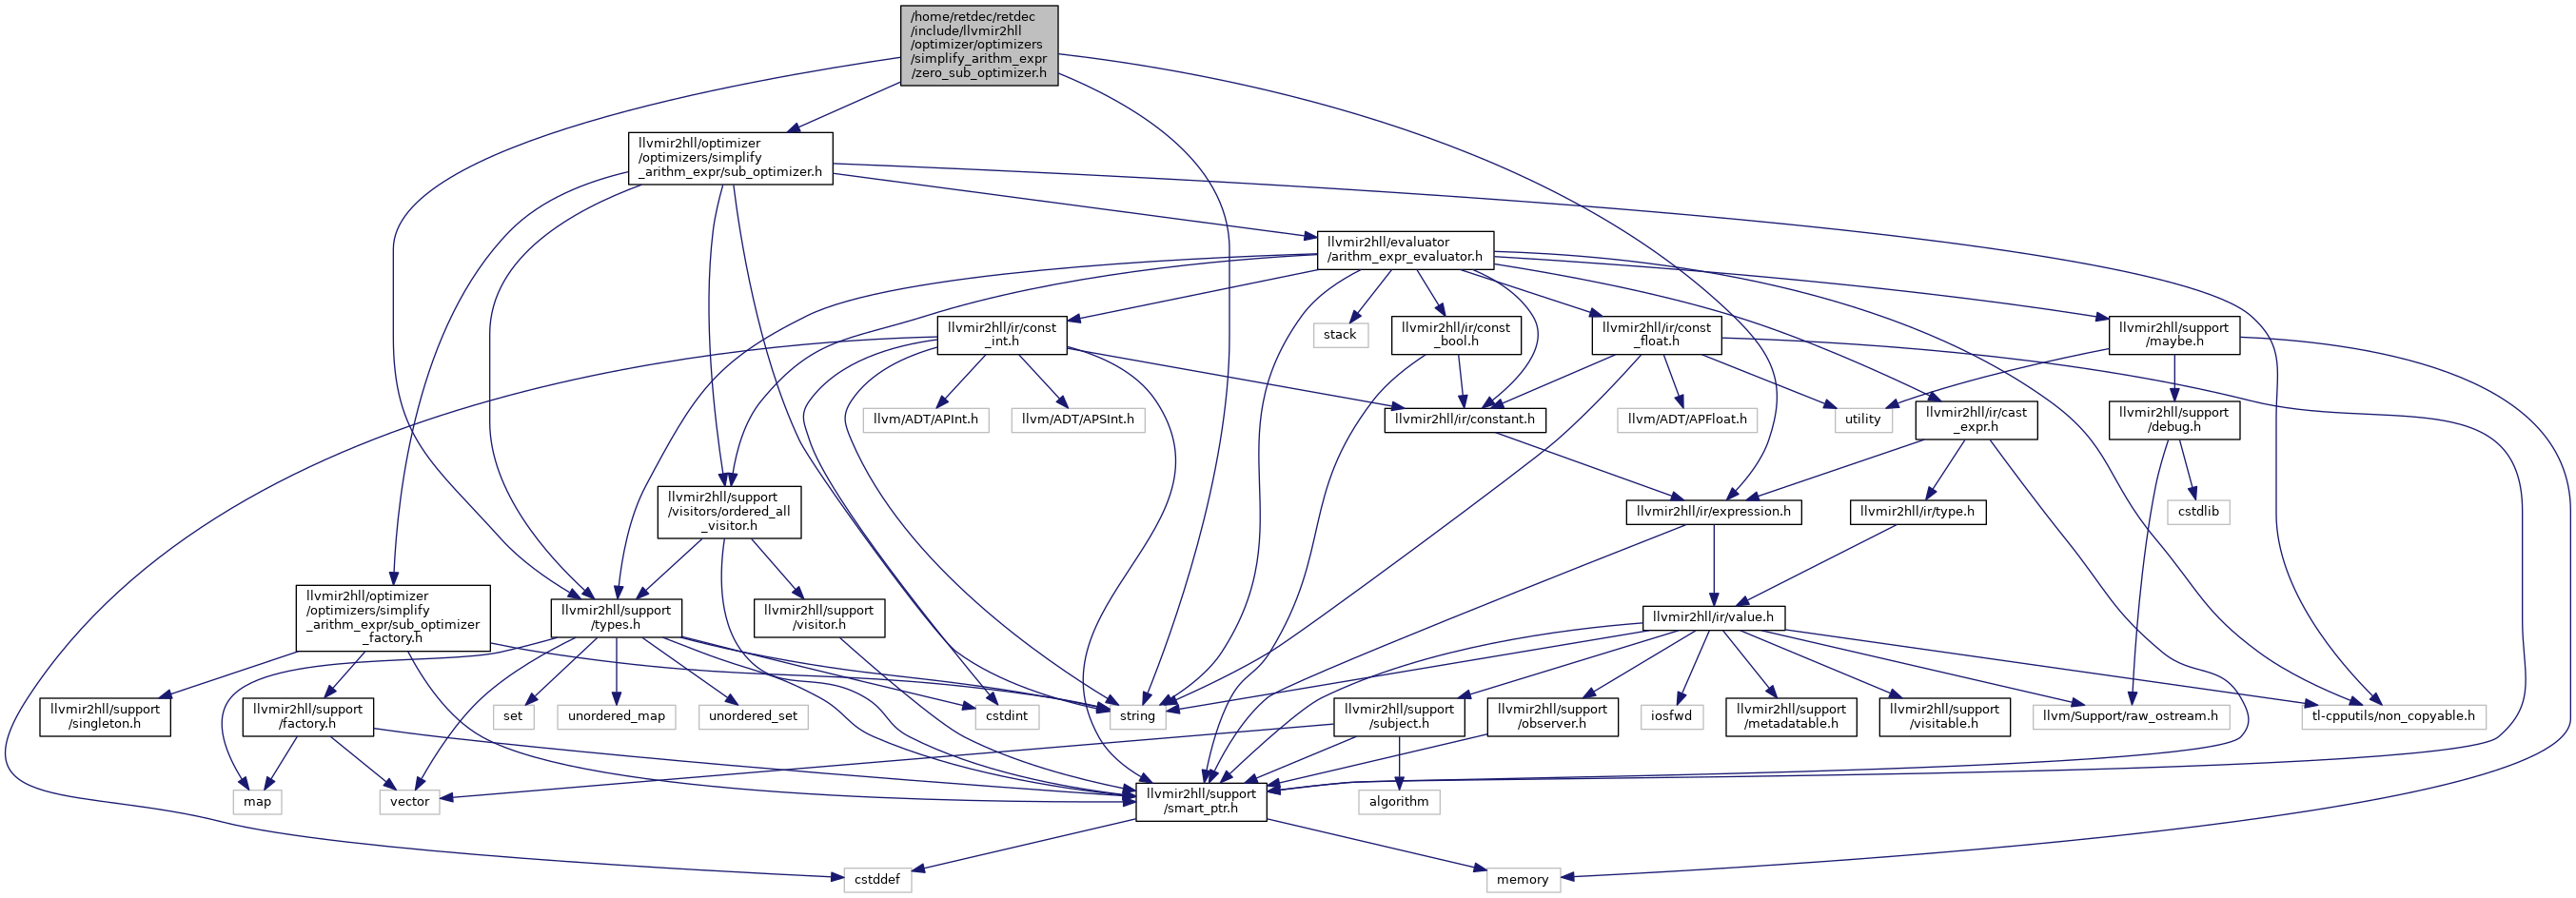 /home/retdec/retdec
/include/llvmir2hll
/optimizer/optimizers
/simplify_arithm_expr
/zero_sub_optimizer.h
llvmir2hll/optimizer
/optimizers/simplify
_arithm_expr/sub_optimizer.h
llvmir2hll/evaluator
/arithm_expr_evaluator.h
llvmir2hll/ir/const
_int.h
stack
llvmir2hll/ir/const
_bool.h
llvmir2hll/ir/const
_float.h
llvmir2hll/support
/maybe.h
llvm/ADT/APInt.h
llvm/ADT/APSInt.h
llvmir2hll/ir/constant.h
llvm/ADT/APFloat.h
utility
llvmir2hll/ir/cast
_expr.h
llvmir2hll/support
/debug.h
llvmir2hll/support
/visitors/ordered_all
_visitor.h
llvmir2hll/ir/expression.h
llvmir2hll/ir/type.h
cstdlib
llvmir2hll/optimizer
/optimizers/simplify
_arithm_expr/sub_optimizer
_factory.h
llvmir2hll/support
/types.h
llvmir2hll/support
/visitor.h
llvmir2hll/ir/value.h
llvmir2hll/support
/singleton.h
llvmir2hll/support
/factory.h
set
unordered_map
unordered_set
cstdint
string
llvmir2hll/support
/subject.h
llvmir2hll/support
/observer.h
iosfwd
llvmir2hll/support
/metadatable.h
llvmir2hll/support
/visitable.h
llvm/Support/raw_ostream.h
tl-cpputils/non_copyable.h
map
vector
llvmir2hll/support
/smart_ptr.h
algorithm
cstddef
memory